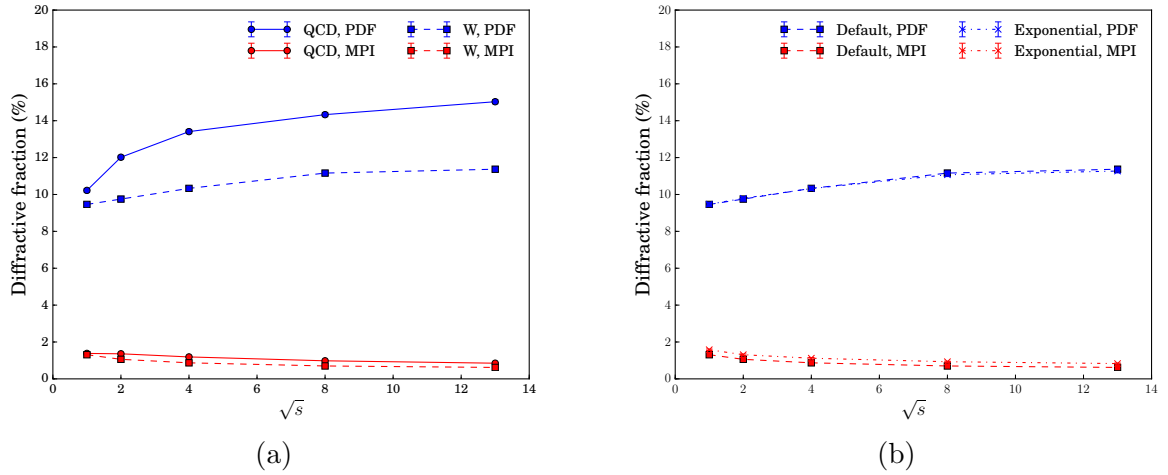 QCD, PDF
QCD, MPI
W, PDF
W, MPI
Diffractive fraction (%)
20
18
16
14
12
10
8
6
4
2
0
0 2 4 6 8 10 12 14
√s
(a)
Default, PDF
Default, MPI
Exponential, PDF
Exponential, MPI
Diffractive fraction (%)
20
18
16
14
12
10
8
6
4
2
0
0 2 4 6 8 10 12 14
√s
(b)